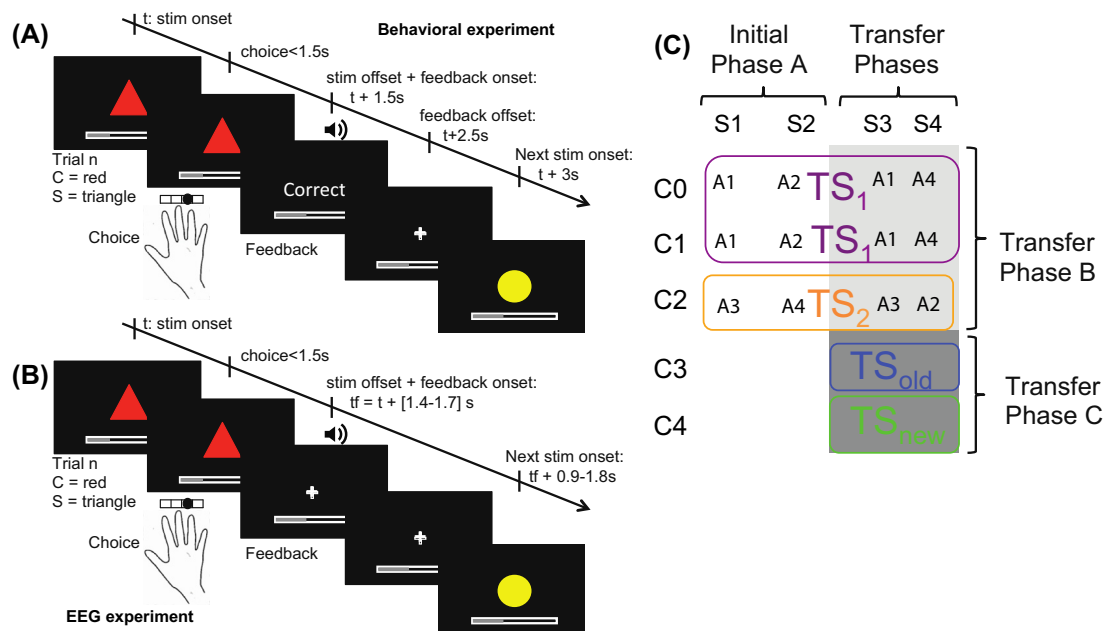 (A)
Behavioral experiment
t: stim onset
choice<1.5s
stim offset + feedback onset:
t + 1.5s
feedback offset:
t+2.5s
Next stim onset:
t + 3s
Trial n
C = red
S = triangle
Choice
Correct
Feedback
(B)
t: stim onset
choice<1.5s
stim offset + feedback onset:
tf = t + [1.4-1.7] s
Next stim onset:
tf + 0.9-1.8s
Trial n
C = red
S = triangle
Choice
Feedback
EEG experiment
(C)
Initial
Phase A
Transfer
Phases
S1 S2 S3 S4
C0 A1 A2 TS1 A1 A4
C1 A1 A2 TS1 A1 A4
C2 A3 A4 TS2 A3 A2
Transfer
Phase B
C3 TSold
C4 TSnew
Transfer
Phase C